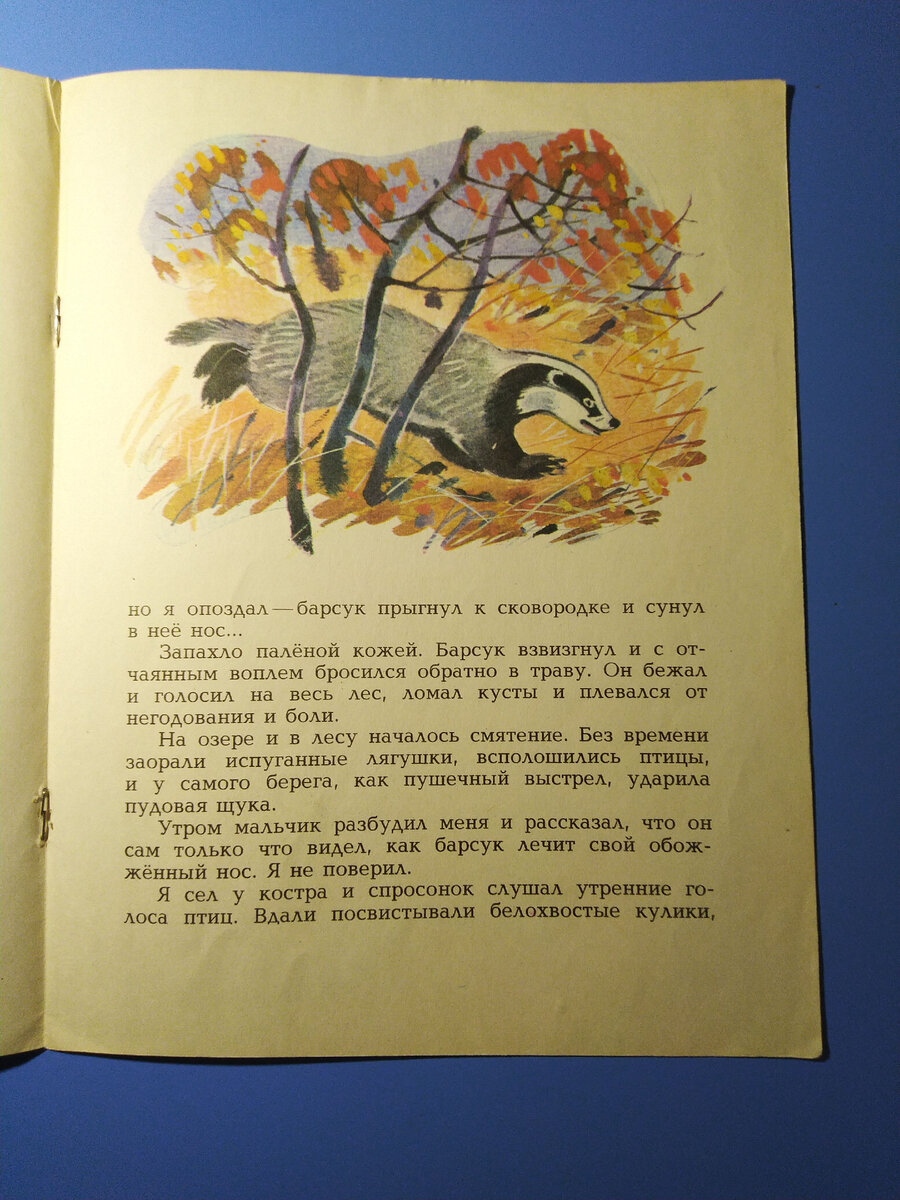 но я опоздал — барсук прыгнул к сковородке и сунул
в неё нос...
Запахло палёной кожей. Барсук взвизгнул и с от-
чаянным воплем бросился обратно в траву. Он бежал
и голосил на весь лес, ломал кусты и плевался от
негодования и боли.
На озере и в лесу началось смятение. Без времени
заорали испуганные лягушки, всполошились птицы,
и у самого берега, как пушечный выстрел, ударила
пудовая щука.
Утром мальчик разбудил меня и рассказал, что он
сам только что видел, как барсук лечит свой обож-
жённый нос. Я не поверил.
Я сел у костра и спросонок слушал утренние го-
лоса птиц. Вдали посвистывали белохвостые кулики,